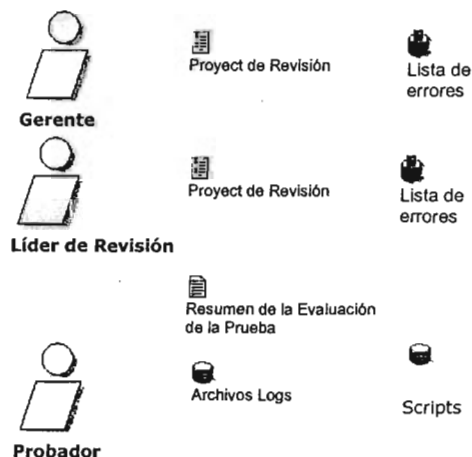 Proyect de Revisión
Lista de
errores
Gerente
Proyect de Revisión
Lista de
errores
Líder de Revisión
Resumen de la Evaluación
de la Prueba
Archivos Logs
Scripts
Probador